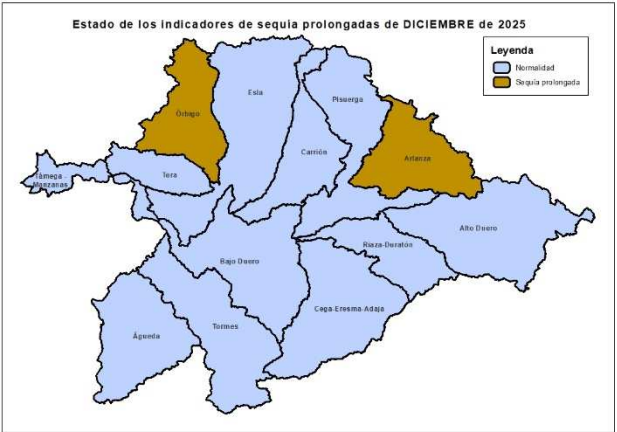 Estado de los indicadores de sequia prolongadas de DICIEMBRE de 2025
Leyenda
Normalidad
Sequía prolongada
Órbigo
Esla
Pisuerga
Carrión
Arlanza
Támega -
Manzanas
Tera
Alto Duero
Riaza-Duratón
Bajo Duero
Cega-Eresma-Adaja
Tormes
Águeda